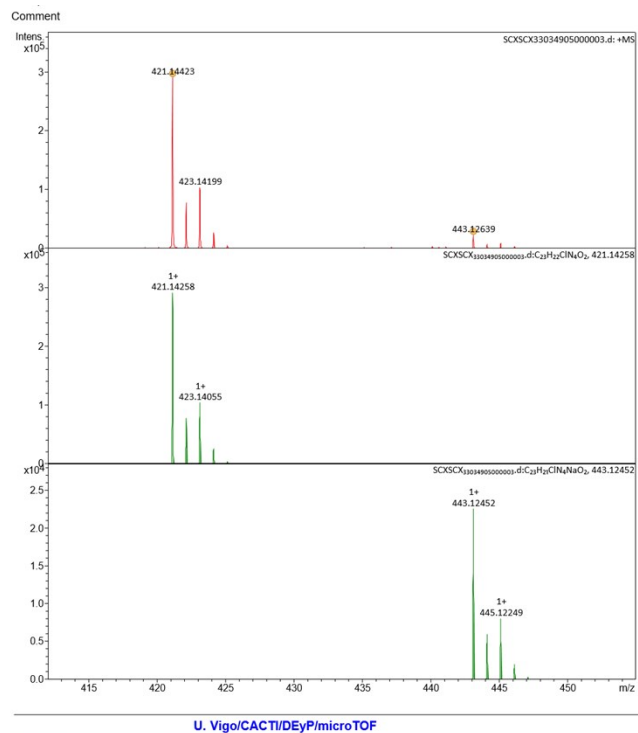 Comment
Intens.
x10⁵
SCXSCX33034905000003.d: +MS
3
421.14423
2
423.14199
1
443.12639
0
x10⁵
SCXSCX₃₃₀₃₄₉₀₅₀₀₀₀₀₃.d:C₂₃H₂₂ClN₄O₂, 421.14258
1+
421.14258
3
2
1+
423.14055
1
0
x10⁴
SCXSCX₃₃₀₃₄₉₀₅₀₀₀₀₀₃.d:C₂₃H₂₁ClN₄NaO₂, 443.12452
1+
443.12452
2.5
2.0
1.5
1+
445.12249
1.0
0.5
0.0
415 420 425 430 435 440 445 450 m/z
U. Vigo/CACTI/DEyP/microTOF